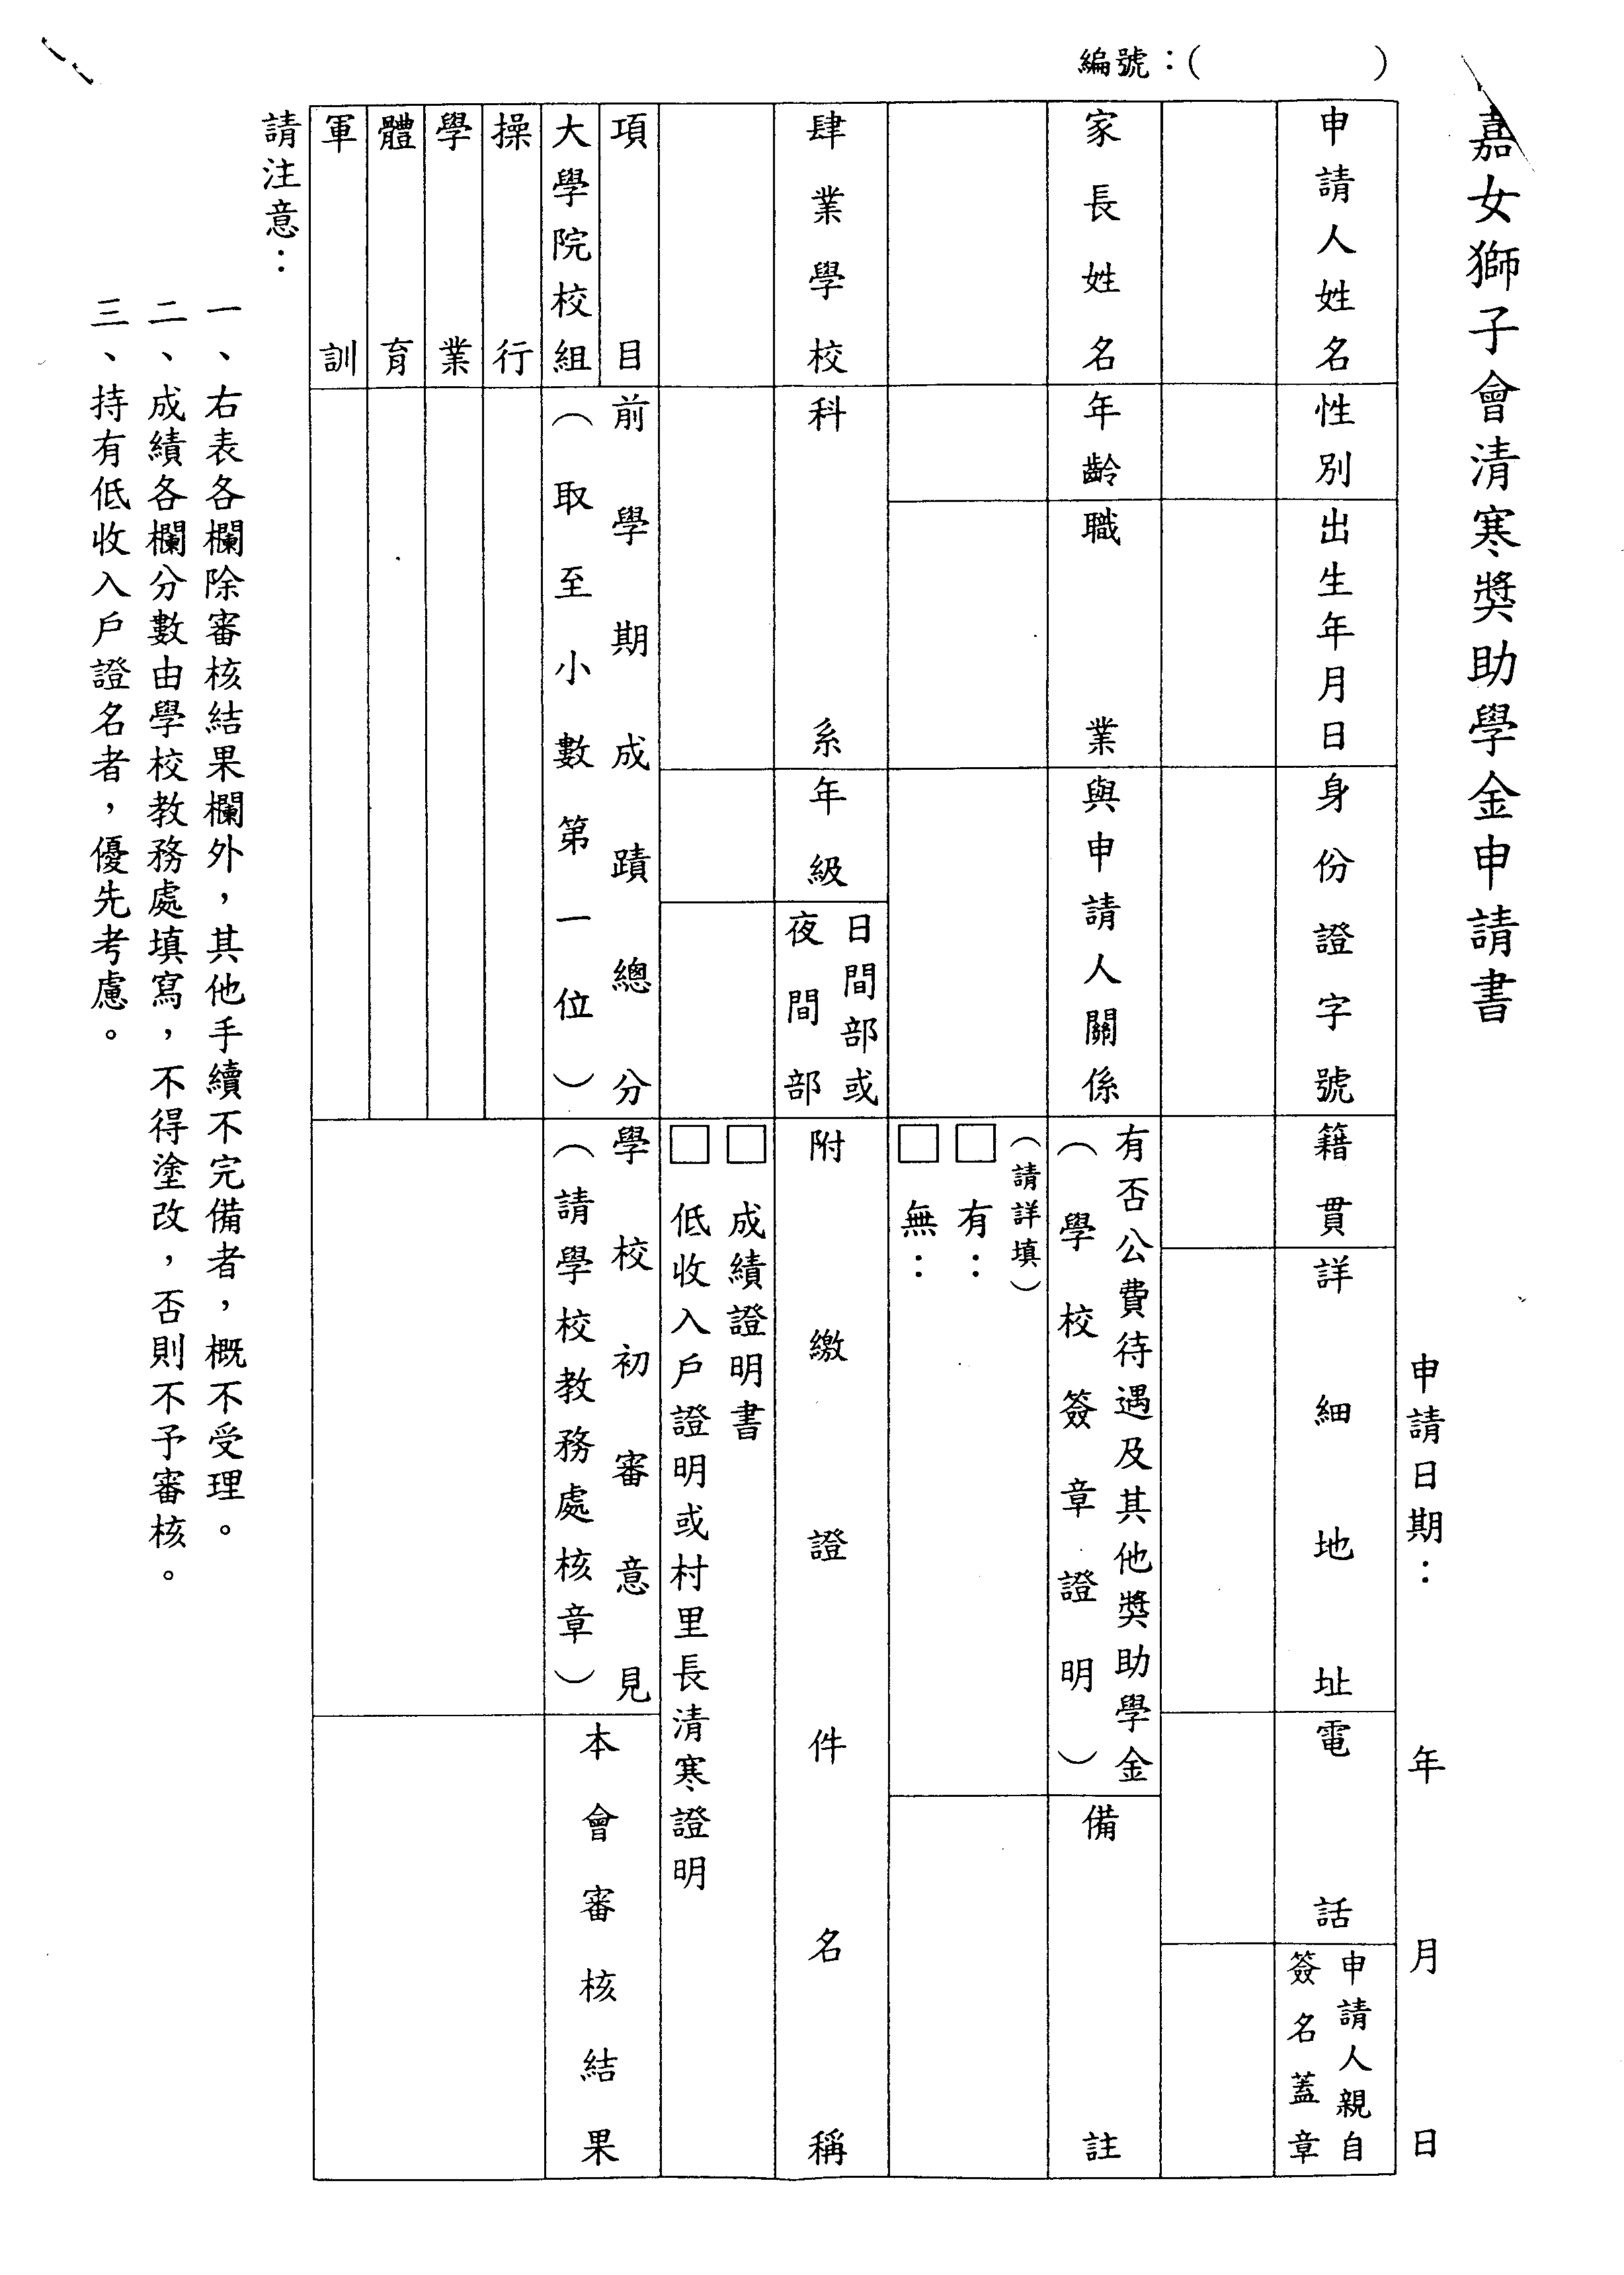 嘉女獅子會清寒獎助學金申請書
編號：(　　　)
申請日期：　年　月　日
申請人姓名
性別
出生年月日
身份證字號
籍貫
詳細地址
電話
申請人親自
簽名蓋章
家長姓名
年齡
職業
與申請人關係
有否公費待遇及其他獎助學金
（學校簽章證明）
備註
（請詳填）
□有：
□無：
肆業學校
科系
年級
日間部或
夜間部
附繳證件名稱
□成績證明書
□低收入戶證明或村里長清寒證明
項目
大學院校組
前學期成蹟總分
（取至小數第一位）
學校初審意見
（請學校教務處核章）
本會審核結果
操行
學業
體育
軍訓
請注意：
一、右表各欄除審核結果欄外，其他手續不完備者，概不受理。
二、成績各欄分數由學校教務處填寫，不得塗改，否則不予審核。
三、持有低收入戶證名者，優先考慮。